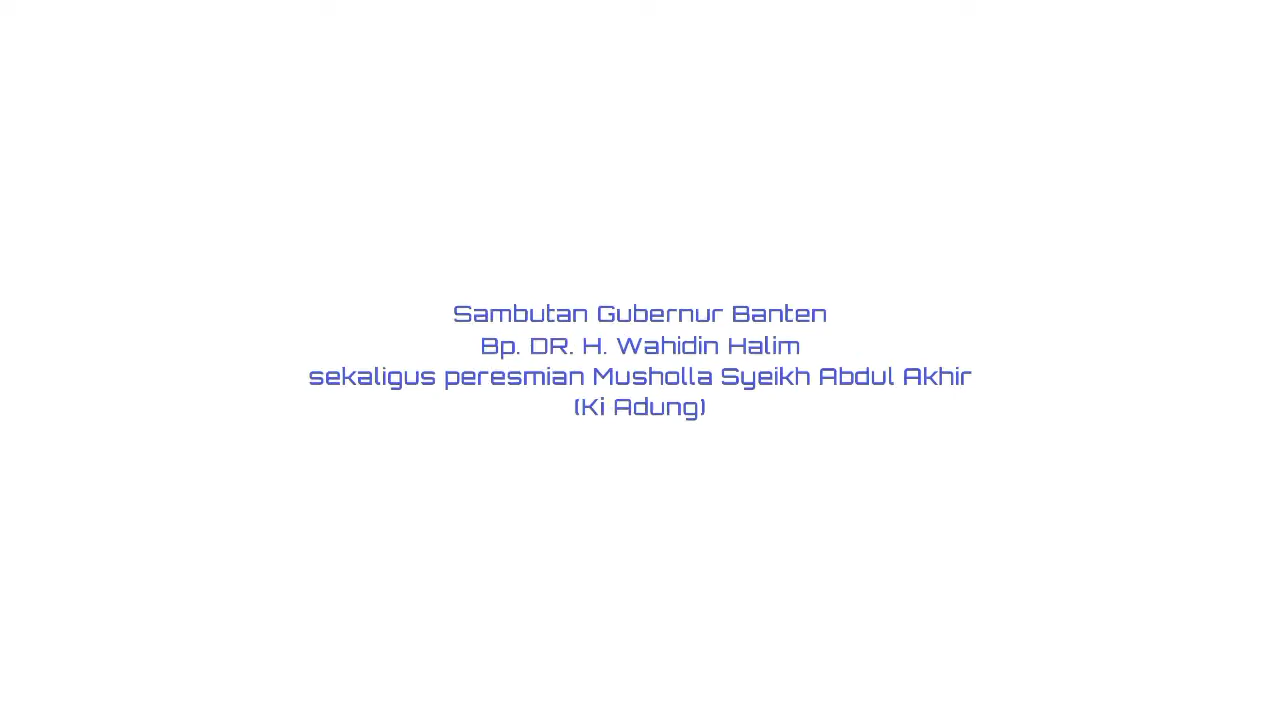 Sambutan Gubernur Banten
Bp. DR. H. Wahidin Halim
sekaligus peresmian Musholla Syeikh Abdul Akhir
(Ki Adung)